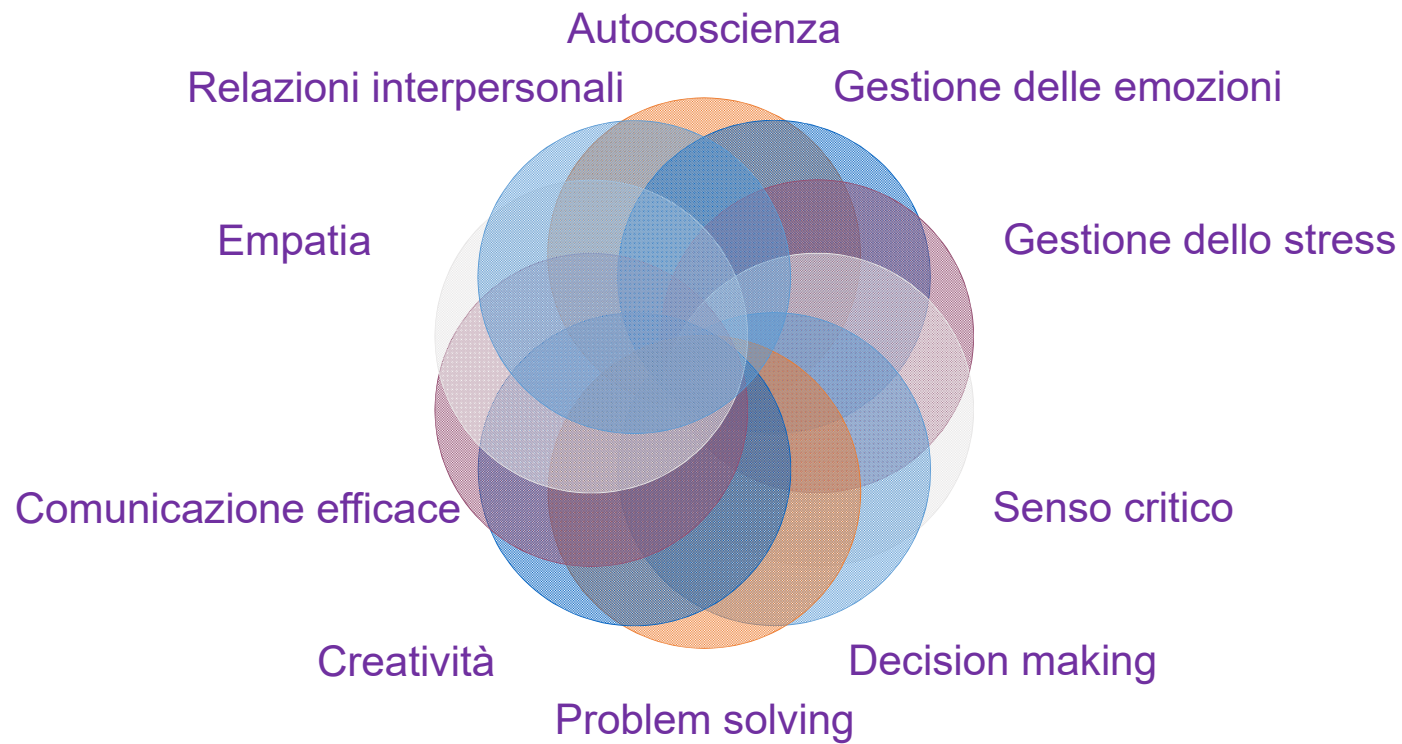 Autocoscienza
Relazioni interpersonali
Gestione delle emozioni
Empatia
Gestione dello stress
Comunicazione efficace
Senso critico
Creatività
Decision making
Problem solving